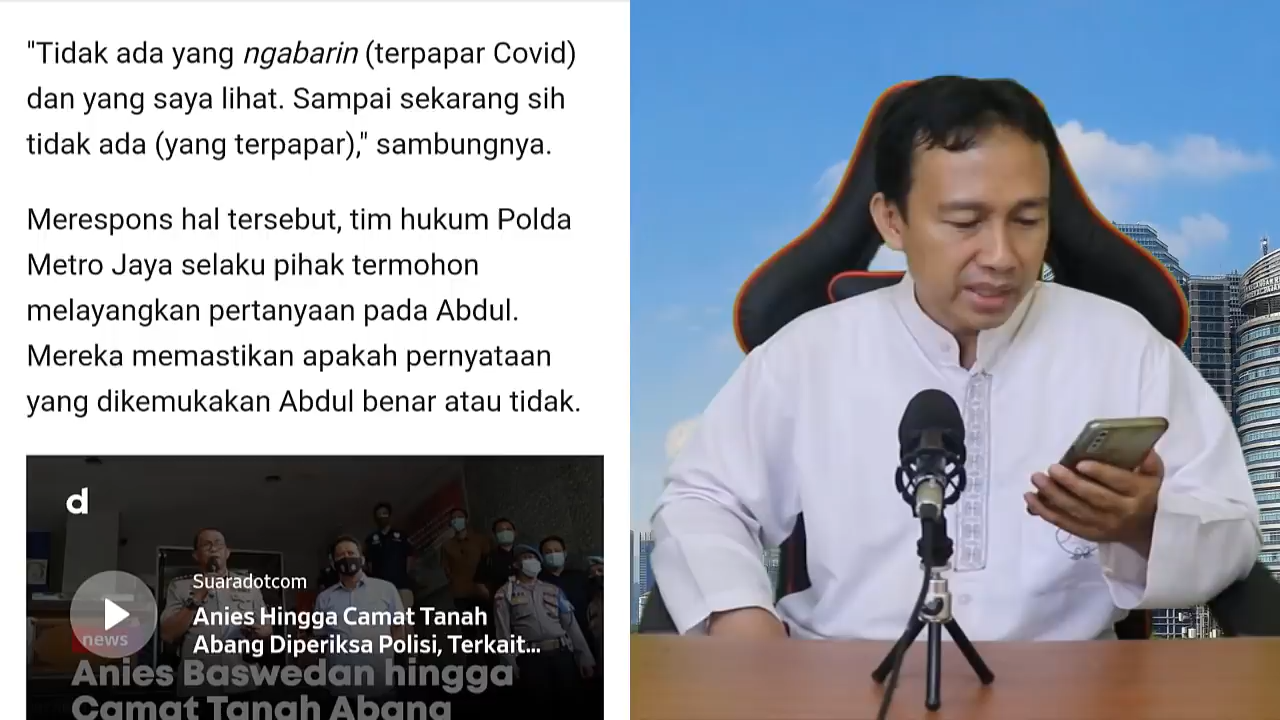 "Tidak ada yang ngabarin (terpapar Covid)
dan yang saya lihat. Sampai sekarang sih
tidak ada (yang terpapar)," sambungnya.
Merespons hal tersebut, tim hukum Polda
Metro Jaya selaku pihak termohon
melayangkan pertanyaan pada Abdul.
Mereka memastikan apakah pernyataan
yang dikemukakan Abdul benar atau tidak.
d
Suaradotcom
Anies Hingga Camat Tanah
Abang Diperiksa Polisi, Terkait...
news
Anies Baswedan hingga
Camat Tanah Abang